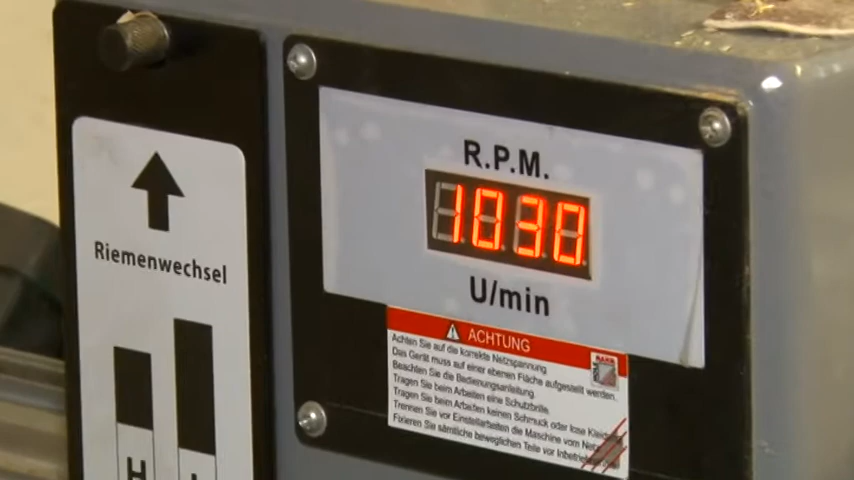 Riemenwechsel
H
R.P.M.
1030
U/min
ACHTUNG
Achten Sie auf die korrekte Netzspannung.
Das Gerät muss auf einer ebenen Fläche aufgestellt werden.
Beachten Sie die Bedienungsanleitung.
Tragen Sie beim Arbeiten eine Schutzbrille.
Tragen Sie beim Arbeiten keinen Schmuck oder lose Kleidung
Trennen Sie vor Einstellarbeiten die Maschine vom Netz
Fixieren Sie sämtliche beweglichen Teile vor Inbetriebnahme